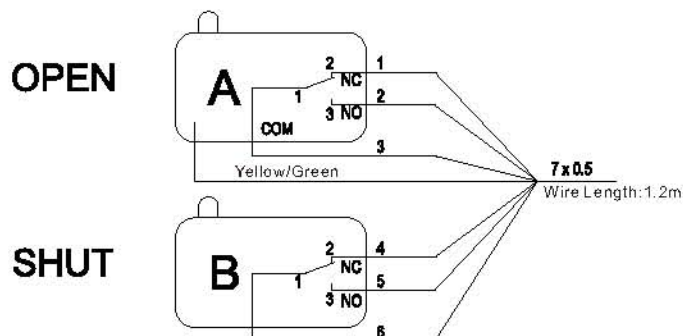 OPEN
A
2 NC 1
1
3 NO 2
COM
3
Yellow/Green
7 x 0.5
Wire Length:1.2m
SHUT
B
2 NC 4
1
3 NO 5
6